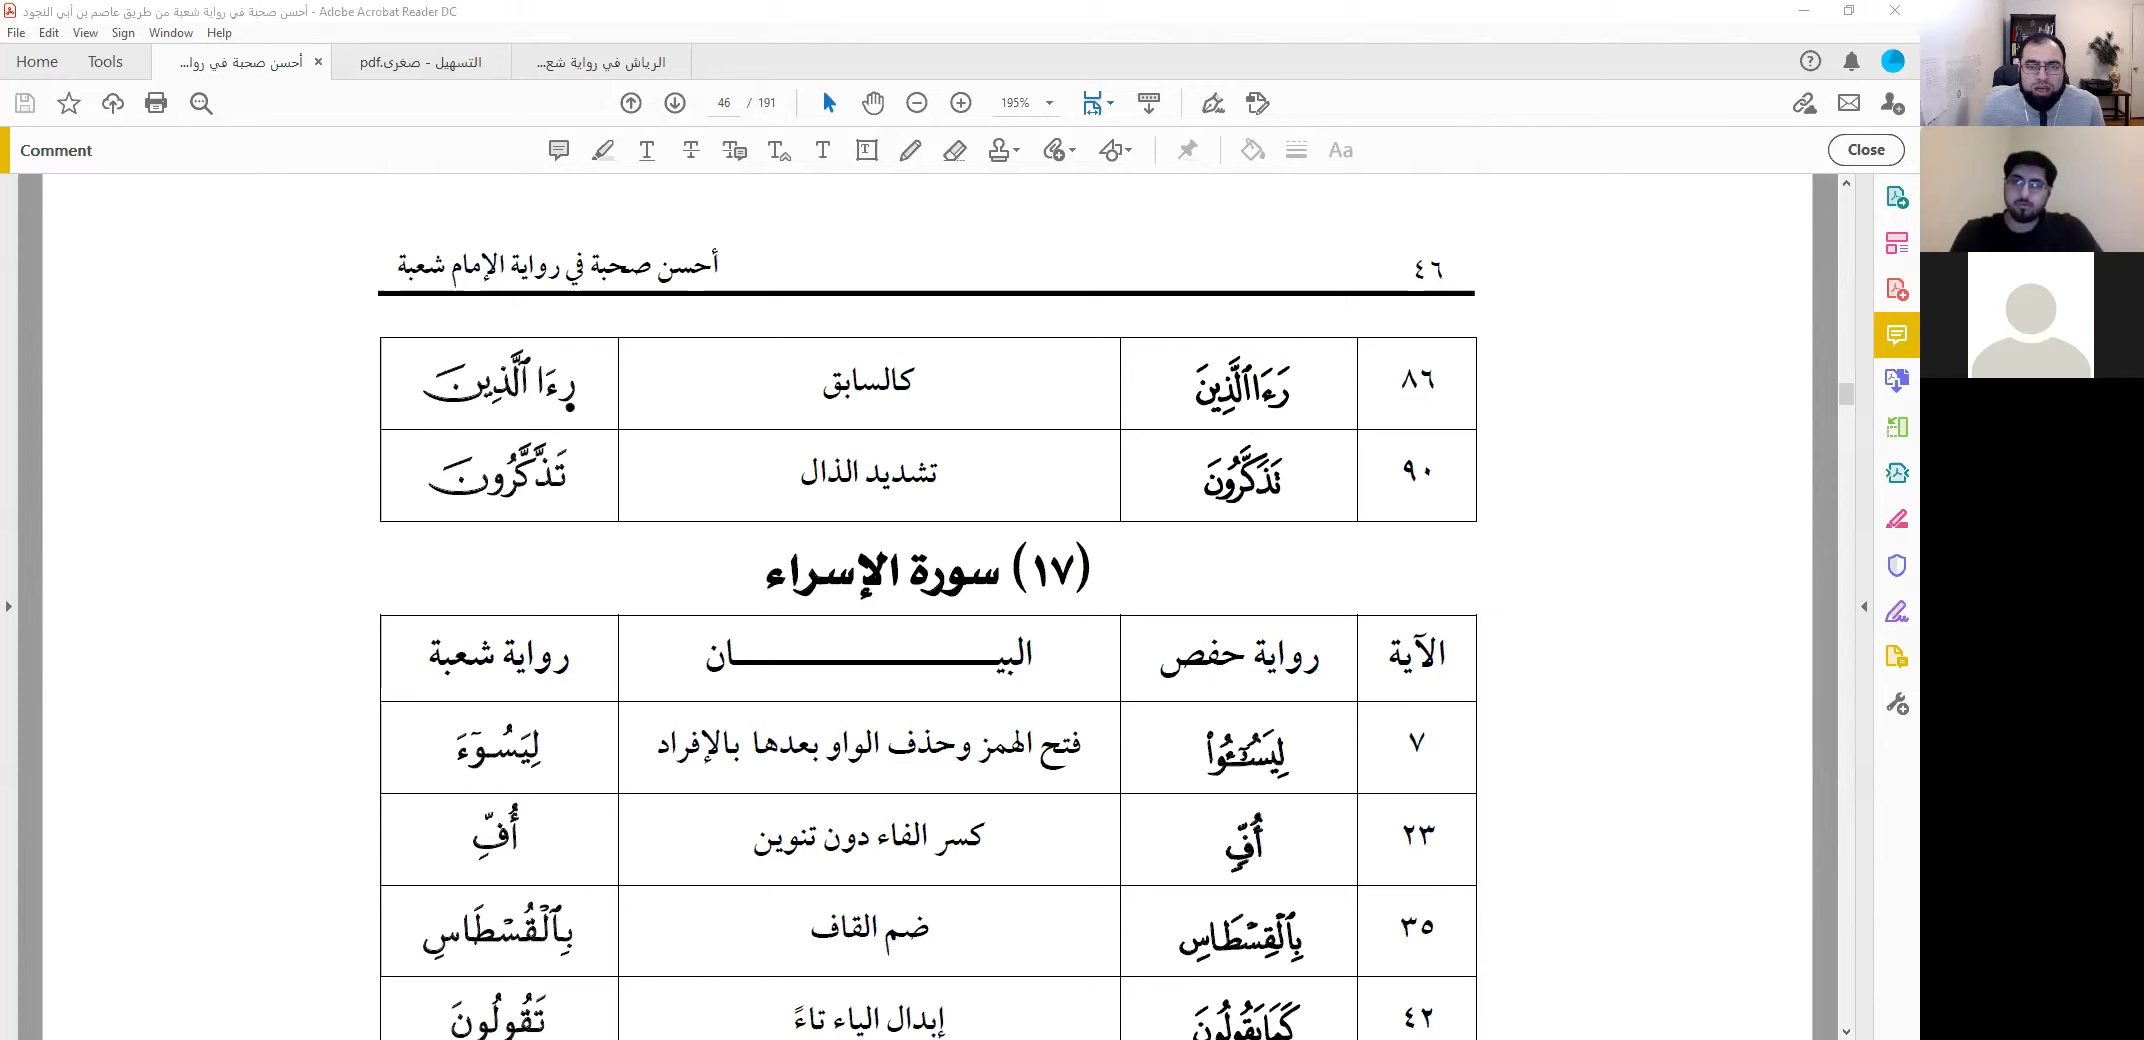 أحسن صحبة في رواية شعبة من طريق عاصم بن أبي النجود - Adobe Acrobat Reader DC
File Edit View Sign Window Help
Home Tools أحسن صحبة في روا... × التسهيل - صغرى.pdf الرياش في رواية شع...
46 / 191 195%
Comment Aa Close
٤٦ أحسن صحبة في رواية الإمام شعبة
٨٦ رَءَا ٱلَّذِينَ كالسابق رِءَا ٱلَّذِينَ
٩٠ تَذَكَّرُونَ تشديد الذال تَذَّكَّرُونَ
(١٧) سورة الإسراء
الآية رواية حفص البيـــــــــــــــــان رواية شعبة
٧ لِيَسُـُٔواْ فتح الهمز وحذف الواو بعدها بالإفراد لِيَسُوٓءَ
٢٣ أُفٍّ كسر الفاء دون تنوين أُفِّ
٣٥ بِٱلْقِسْطَاسِ ضم القاف بِٱلْقُسْطَاسِ
٤٢ كَمَا يَقُولُونَ إبدال الياء تاءً تَقُولُونَ